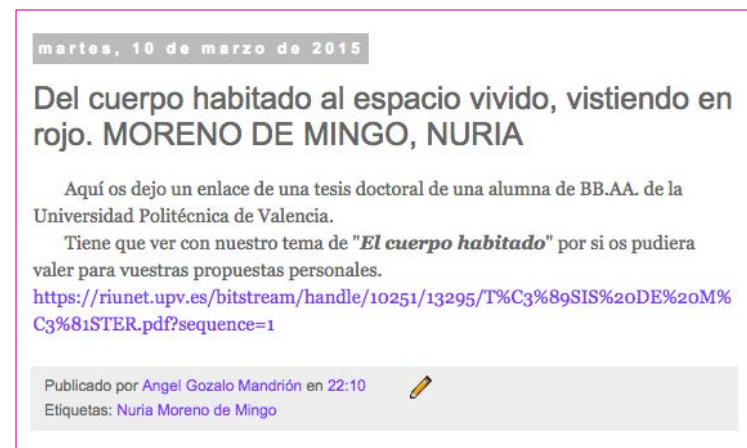 martes, 10 de marzo de 2015
Del cuerpo habitado al espacio vivido, vistiendo en
rojo. MORENO DE MINGO, NURIA
Aquí os dejo un enlace de una tesis doctoral de una alumna de BB.AA. de la
Universidad Politécnica de Valencia.
Tiene que ver con nuestro tema de "El cuerpo habitado" por si os pudiera
valer para vuestras propuestas personales.
https://riunet.upv.es/bitstream/handle/10251/13295/T%C3%89SIS%20DE%20M%
C3%81STER.pdf?sequence=1
Publicado por Angel Gozalo Mandrión en 22:10
Etiquetas: Nuria Moreno de Mingo